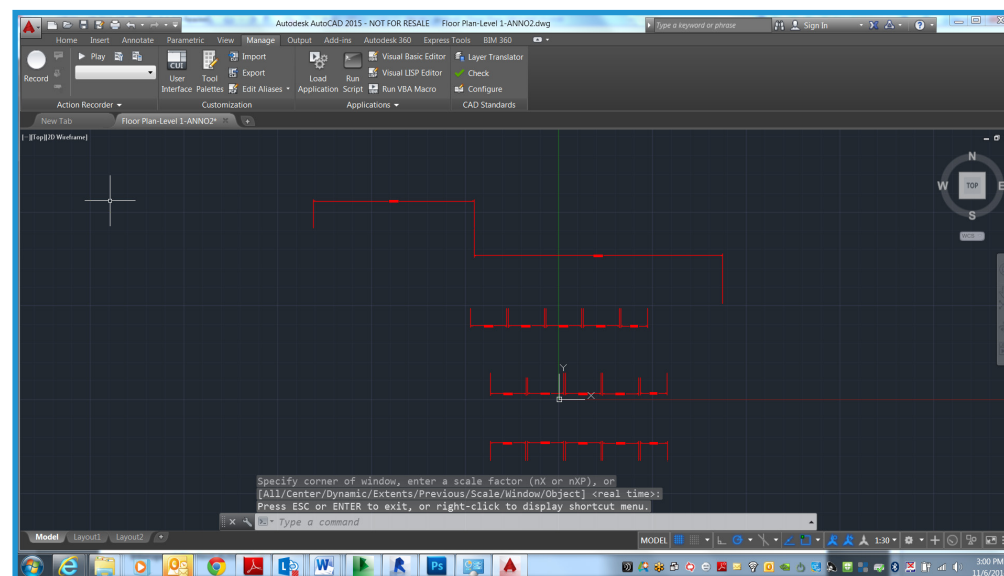 Autodesk AutoCAD 2015 - NOT FOR RESALE Floor Plan-Level 1-ANNO2.dwg
Type a keyword or phrase
Sign In
Home Insert Annotate Parametric View Manage Output Add-ins Autodesk 360 Express Tools BIM 360
Record
Play
CUI
User Interface
Tool Palettes
Import
Export
Edit Aliases
Load Application
Run Script
Visual Basic Editor
Visual LISP Editor
Run VBA Macro
Layer Translator
Check
Configure
Action Recorder
Customization
Applications
CAD Standards
New Tab
Floor Plan-Level 1-ANNO2*
[-][Top][2D Wireframe]
N
W TOP E
S
WCS
Y
X
Specify corner of window, enter a scale factor (nX or nXP), or
[All/Center/Dynamic/Extents/Previous/Scale/Window/Object] <real time>:
Press ESC or ENTER to exit, or right-click to display shortcut menu.
Type a command
Model Layout1 Layout2
MODEL
1:30
Ps
3:00 PM